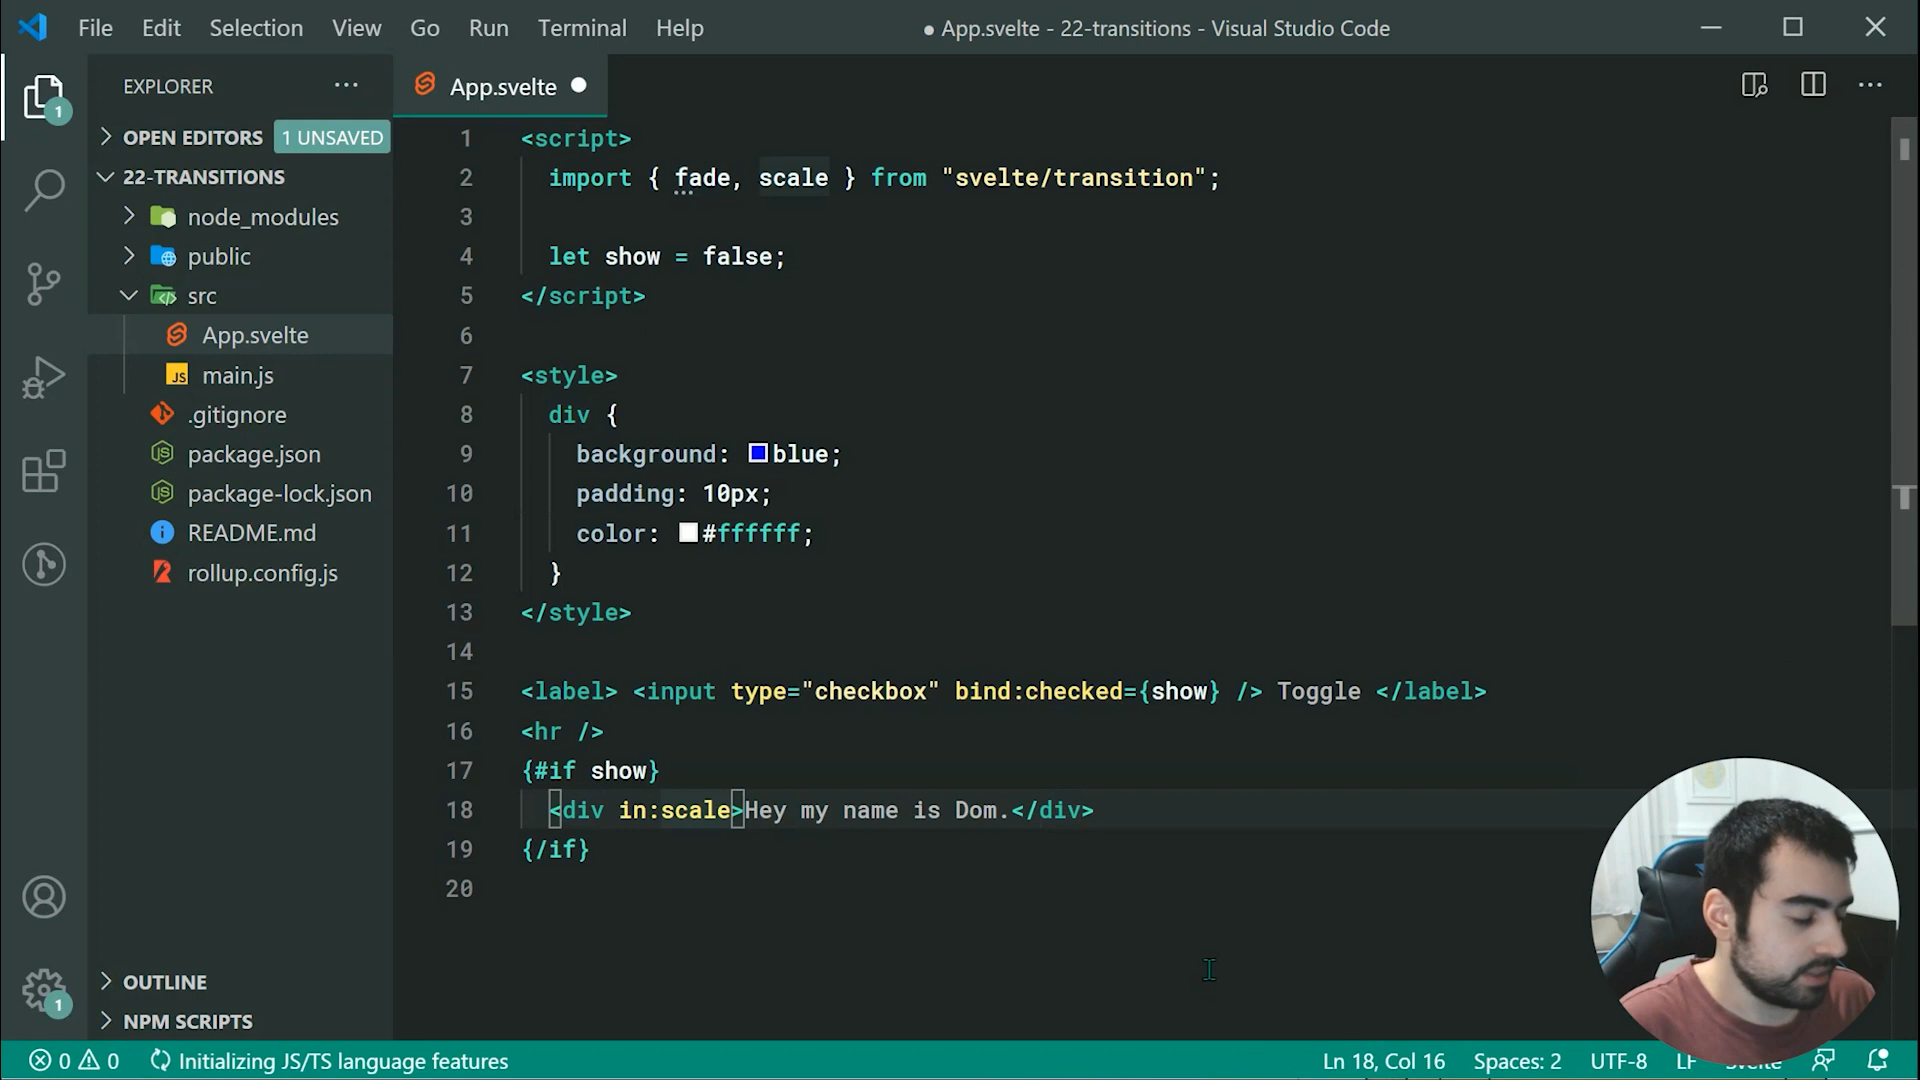 File Edit Selection View Go Run Terminal Help
● App.svelte - 22-transitions - Visual Studio Code
EXPLORER
OPEN EDITORS 1 UNSAVED
22-TRANSITIONS
node_modules
public
src
App.svelte
JS main.js
.gitignore
package.json
package-lock.json
README.md
rollup.config.js
OUTLINE
NPM SCRIPTS
1
1
App.svelte
1 <script>
2 import { fade, scale } from "svelte/transition";
3
4 let show = false;
5 </script>
6
7 <style>
8 div {
9 background: blue;
10 padding: 10px;
11 color: #ffffff;
12 }
13 </style>
14
15 <label> <input type="checkbox" bind:checked={show} /> Toggle </label>
16 <hr />
17 {#if show}
18 <div in:scale>Hey my name is Dom.</div>
19 {/if}
20
0 0 Initializing JS/TS language features
Ln 18, Col 16 Spaces: 2 UTF-8 LF Svelte